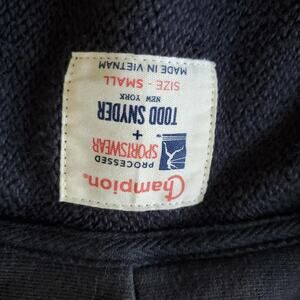 Champion®
PROCESSED
SPORTSWEAR
+
TODD SNYDER
NEW YORK
SIZE - SMALL
MADE IN VIETNAM